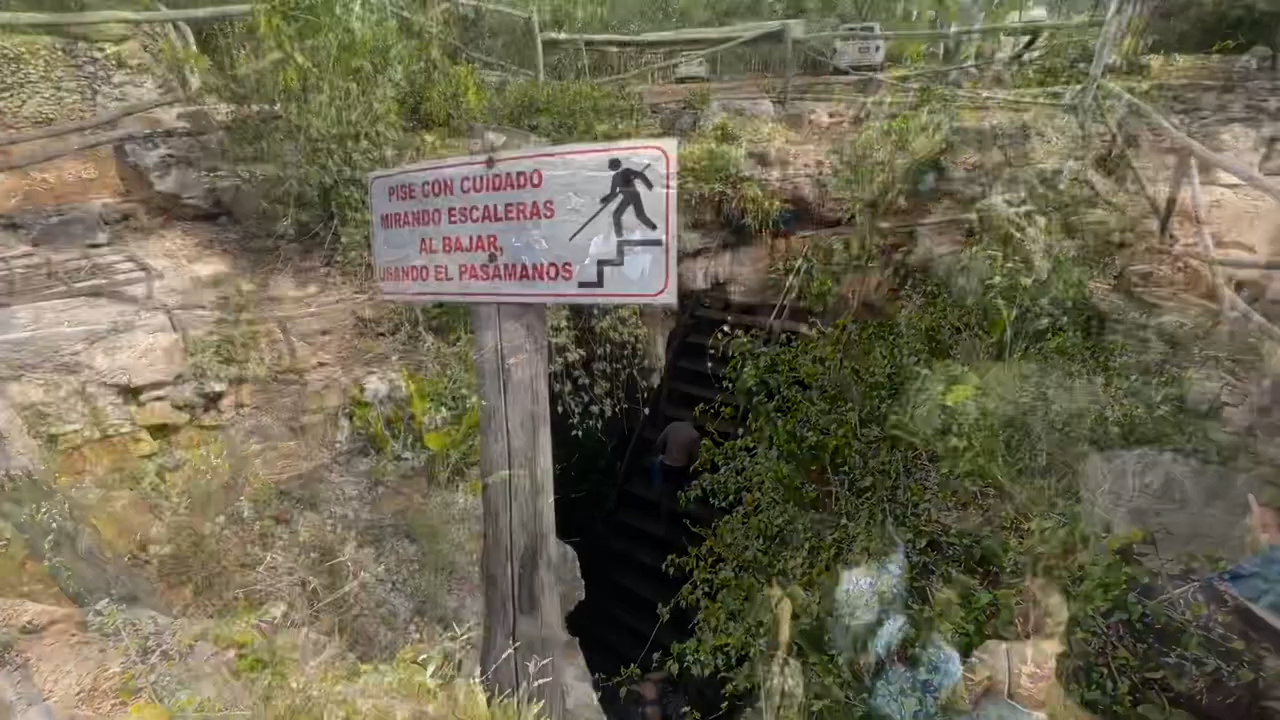 PISE CON CUIDADO
MIRANDO ESCALERAS
AL BAJAR,
USANDO EL PASAMANOS